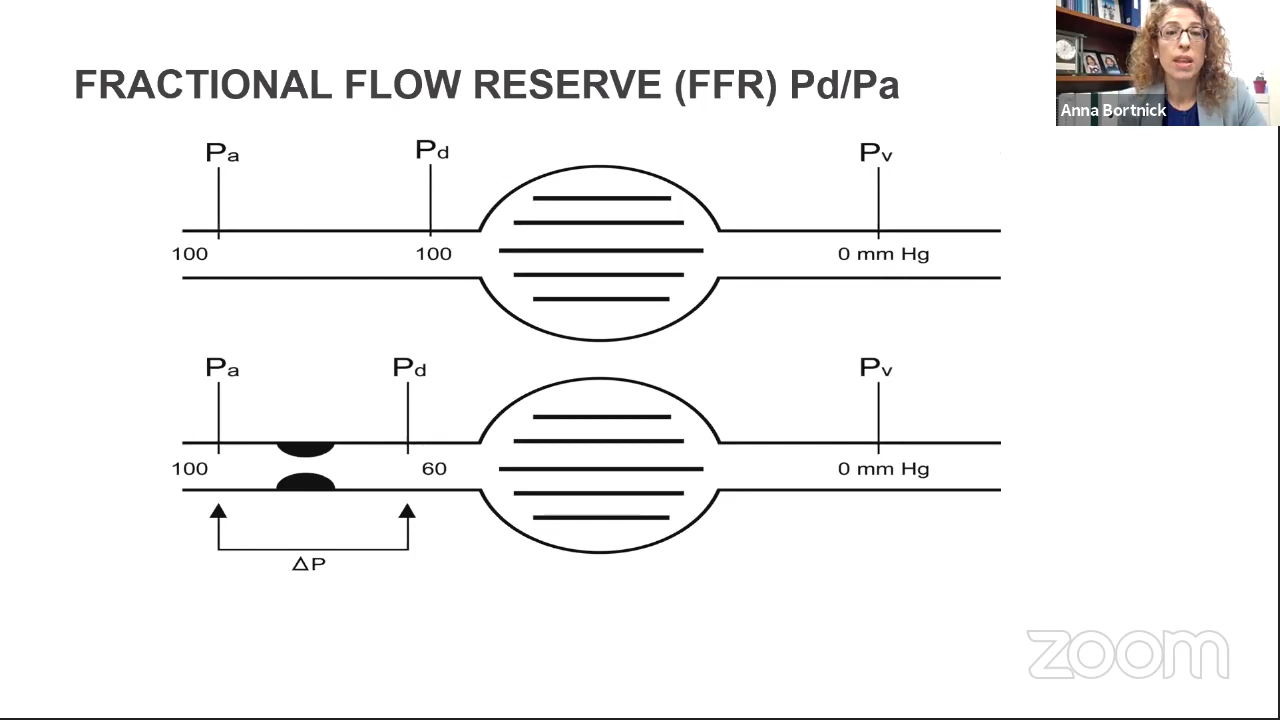 FRACTIONAL FLOW RESERVE (FFR) Pd/Pa
Anna Bortnick
Pa Pd Pv
100 100 0 mm Hg
Pa Pd Pv
100 60 0 mm Hg
ΔP
zoom